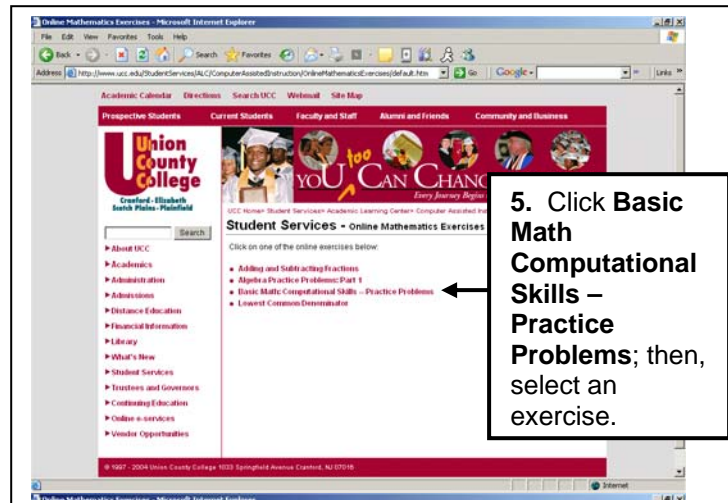 Online Mathematics Exercises - Microsoft Internet Explorer
File Edit View Favorites Tools Help
Back Search Favorites
Address http://www.ucc.edu/StudentServices/ALC/ComputerAssistedInstruction/OnlineMathematicsExercises/default.htm Go Google Links
Academic Calendar Directions Search UCC Webmail Site Map
Prospective Students Current Students Faculty and Staff Alumni and Friends Community and Business
Union
County
College
Cranford - Elizabeth
Scotch Plains - Plainfield
YOU too CAN CHANG
Every Journey Begins
UCC Home> Student Services> Academic Learning Center> Computer Assisted Ins
Student Services - Online Mathematics Exercises
Search
Click on one of the online exercises below:
About UCC
Academics
Administration
Admissions
Distance Education
Financial Information
Library
What's New
Student Services
Trustees and Governors
Continuing Education
Online e-services
Vendor Opportunities
Adding and Subtracting Fractions
Algebra Practice Problems: Part 1
Basic Math: Computational Skills – Practice Problems
Lowest Common Denominator
5. Click Basic
Math
Computational
Skills –
Practice
Problems; then,
select an
exercise.
© 1997 - 2004 Union County College 1033 Springfield Avenue Cranford, NJ 07016
Internet
Online Mathematics Exercises - Microsoft Internet Explorer